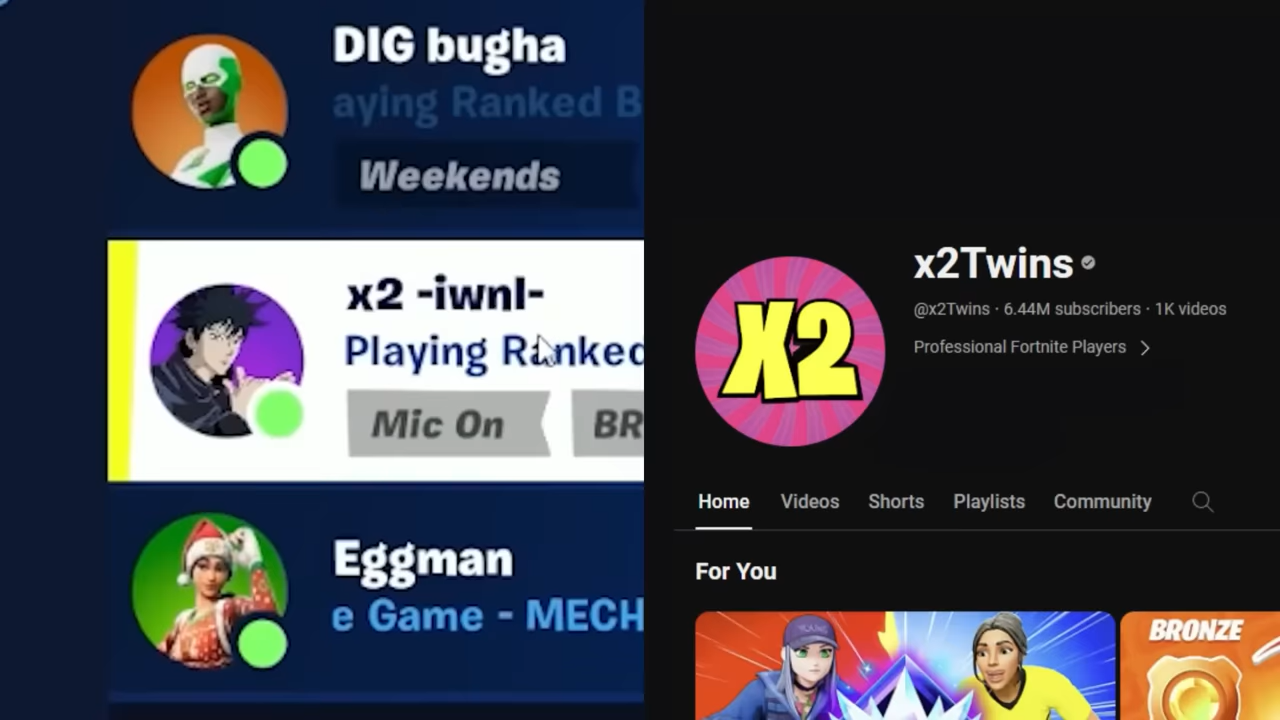 DIG bugha
aying Ranked B
Weekends
x2 -iwnl-
Playing Ranked
Mic On
BR
Eggman
e Game - MECH
X2
x2Twins
@x2Twins · 6.44M subscribers · 1K videos
Professional Fortnite Players
Home Videos Shorts Playlists Community
For You
BRONZE